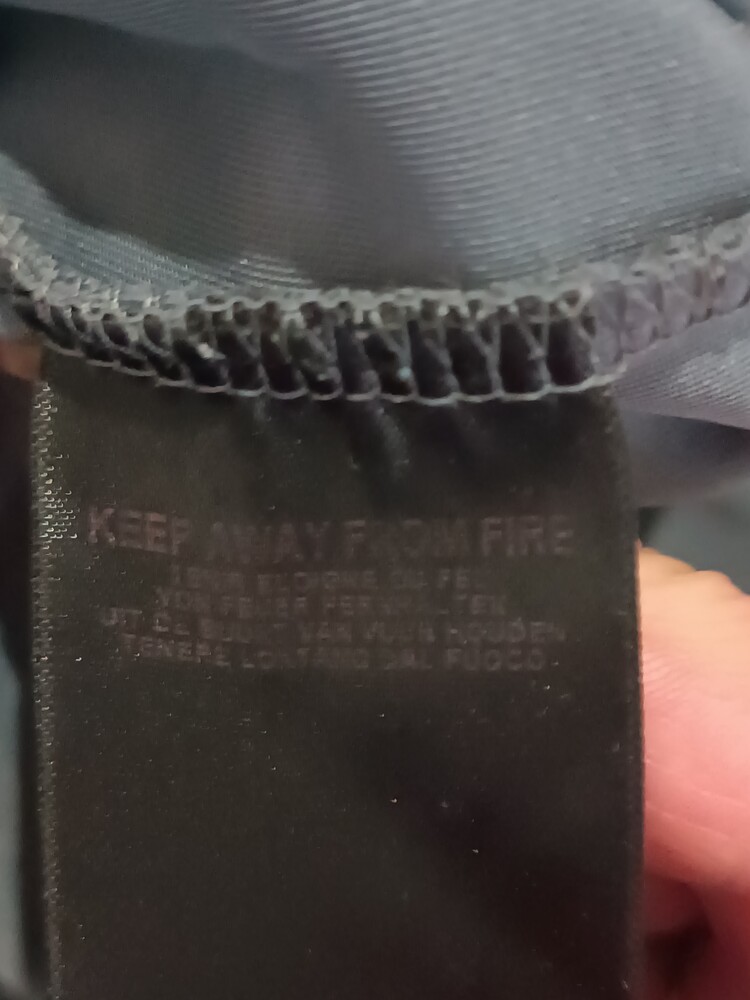 KEEP AWAY FROM FIRE
TENIR ELOIGNE DU FEU
VON FEUER FERNHALTEN
UIT DE BUURT VAN VUUR HOUDEN
TENERE LONTANO DAL FUOCO